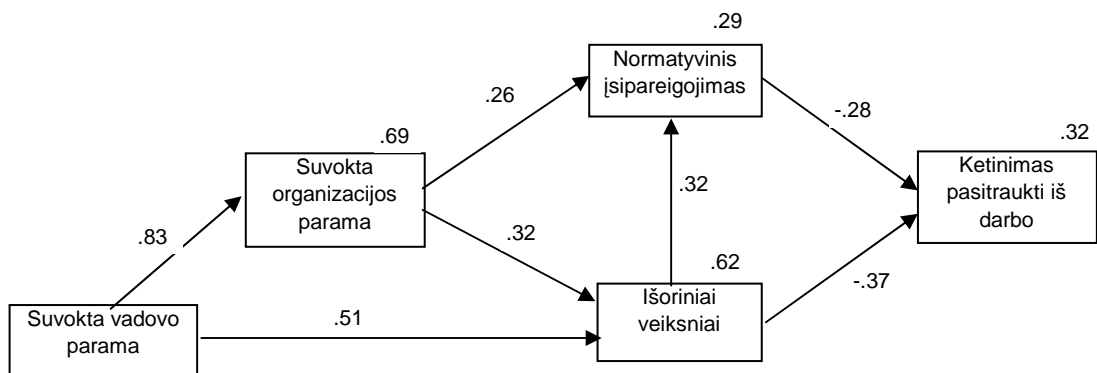 .29
Normatyvinis
įsipareigojimas
.26
-.28
.69
.32
Suvokta
organizacijos
parama
Ketinimas
pasitraukti iš
darbo
.32
.83
.32
.62
-.37
Išoriniai
veiksniai
Suvokta vadovo
parama
.51